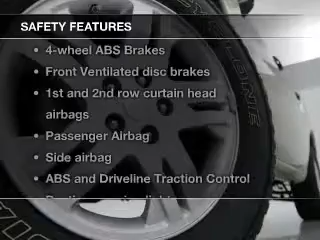 SAFETY FEATURES
• 4-wheel ABS Brakes
• Front Ventilated disc brakes
• 1st and 2nd row curtain head
airbags
• Passenger Airbag
• Side airbag
• ABS and Driveline Traction Control